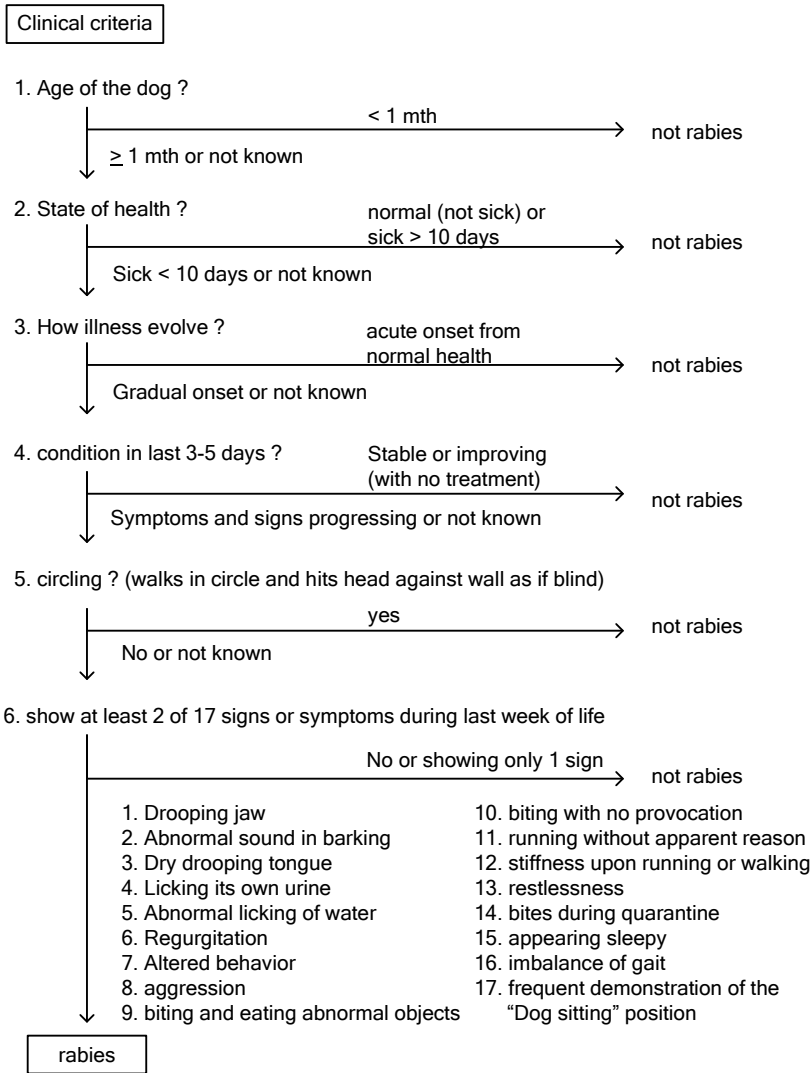 Clinical criteria
1. Age of the dog ?
< 1 mth
not rabies
≥ 1 mth or not known
2. State of health ?
normal (not sick) or
sick > 10 days
not rabies
Sick < 10 days or not known
3. How illness evolve ?
acute onset from
normal health
not rabies
Gradual onset or not known
4. condition in last 3-5 days ?
Stable or improving
(with no treatment)
not rabies
Symptoms and signs progressing or not known
5. circling ? (walks in circle and hits head against wall as if blind)
yes
not rabies
No or not known
6. show at least 2 of 17 signs or symptoms during last week of life
No or showing only 1 sign
not rabies
1. Drooping jaw
2. Abnormal sound in barking
3. Dry drooping tongue
4. Licking its own urine
5. Abnormal licking of water
6. Regurgitation
7. Altered behavior
8. aggression
9. biting and eating abnormal objects
10. biting with no provocation
11. running without apparent reason
12. stiffness upon running or walking
13. restlessness
14. bites during quarantine
15. appearing sleepy
16. imbalance of gait
17. frequent demonstration of the
“Dog sitting” position
rabies